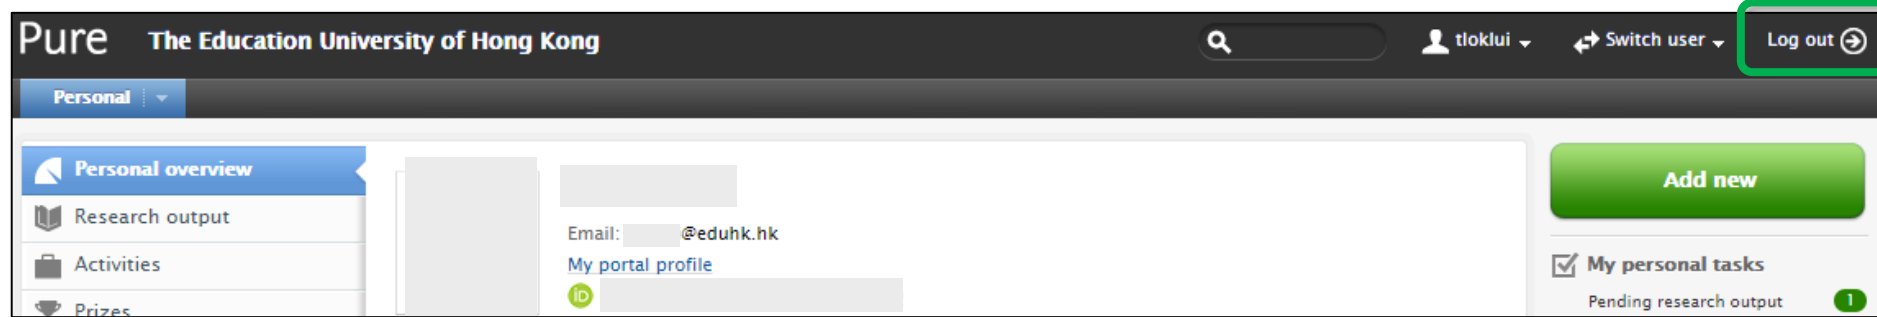 Pure The Education University of Hong Kong tloklui Switch user Log out
Personal
Personal overview
Research output
Activities
Prizes
Email: @eduhk.hk
My portal profile
iD
Add new
My personal tasks
Pending research output 1